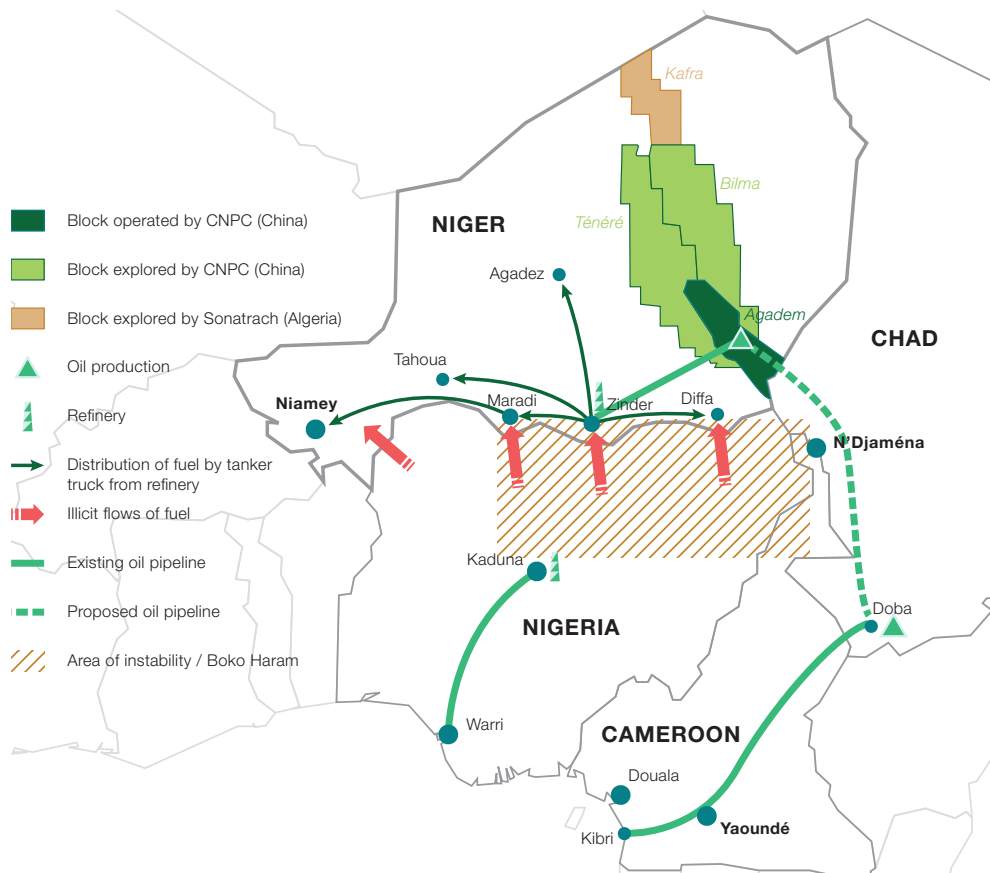 Kafra
Bilma
Ténéré
NIGER
Agadez
Agadem
CHAD
Block operated by CNPC (China)
Block explored by CNPC (China)
Block explored by Sonatrach (Algeria)
Oil production
Refinery
Distribution of fuel by tanker
truck from refinery
Illicit flows of fuel
Existing oil pipeline
Proposed oil pipeline
Area of instability / Boko Haram
Tahoua
Niamey
Maradi
Zinder
Diffa
N'Djaména
Kaduna
NIGERIA
Doba
Warri
CAMEROON
Douala
Kibri
Yaoundé